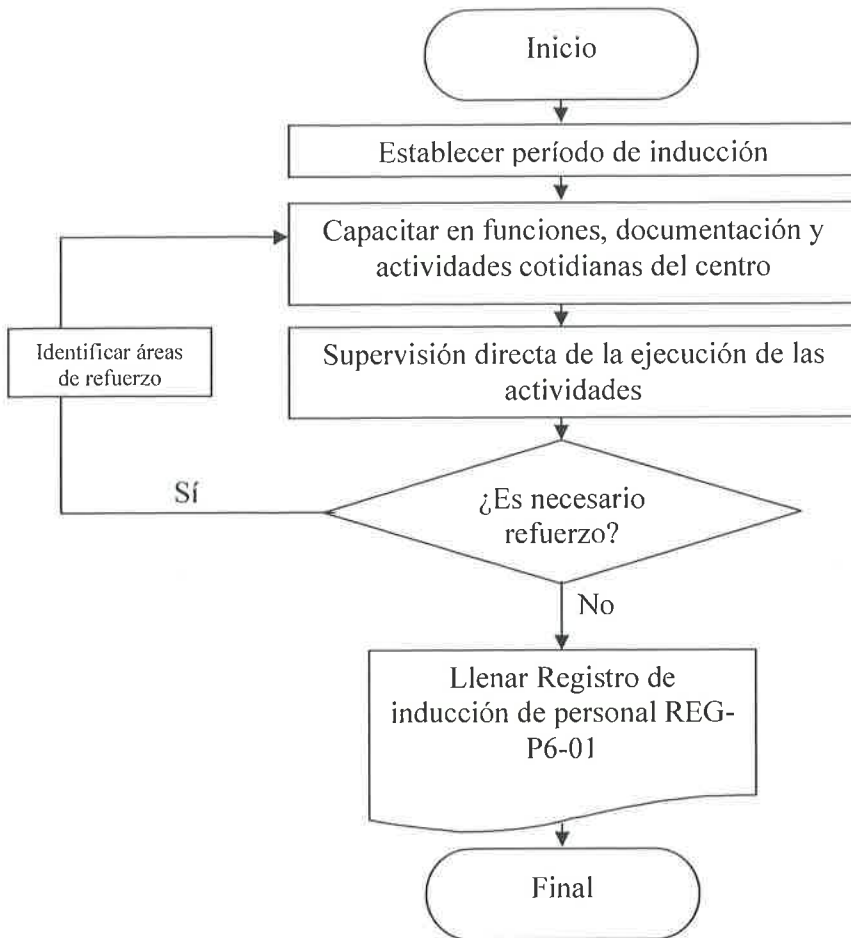 Inicio
Establecer período de inducción
Capacitar en funciones, documentación y
actividades cotidianas del centro
Identificar áreas
de refuerzo
Supervisión directa de la ejecución de las
actividades
Sí
¿Es necesario
refuerzo?
No
Llenar Registro de
inducción de personal REG-
P6-01
Final